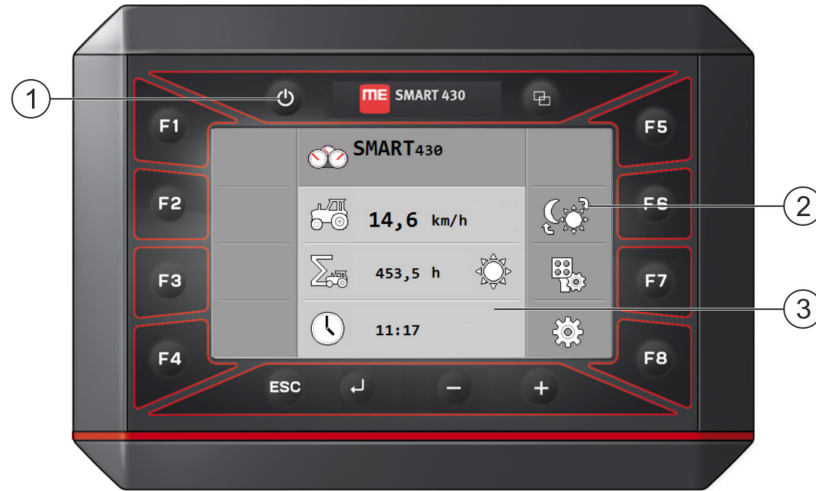 1
ME SMART 430
F1
F5
SMART430
F2
14,6 km/h
F6
2
F3
453,5 h
F7
3
11:17
F4
F8
ESC